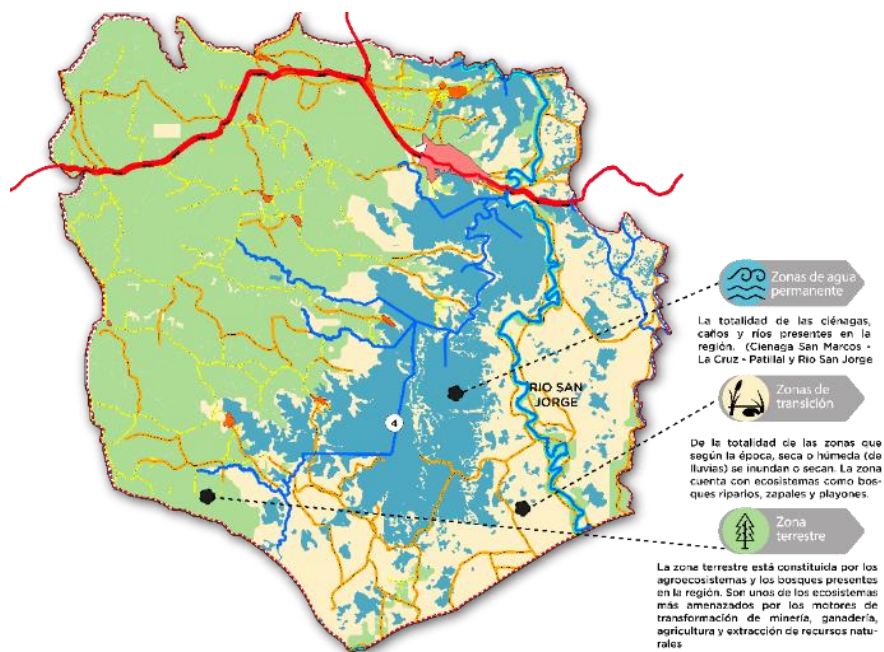 Zonas de agua
permanente
La totalidad de las ciénagas,
caños y ríos presentes en la
región. (Cienaga San Marcos -
La Cruz - Patillal y Rio San Jorge
RIO SAN
JORGE
4
Zonas de
transición
De la totalidad de las zonas que
según la época, seca o húmeda (de
lluvias) se inundan o secan. La zona
cuenta con ecosistemas como bos-
ques riparios, zapales y playones.
Zona
terrestre
La zona terrestre está constituida por los
agroecosistemas y los bosques presentes
en la región. Son unos de los ecosistemas
más amenazados por los motores de
transformación de minería, ganadería,
agricultura y extracción de recursos natu-
rales